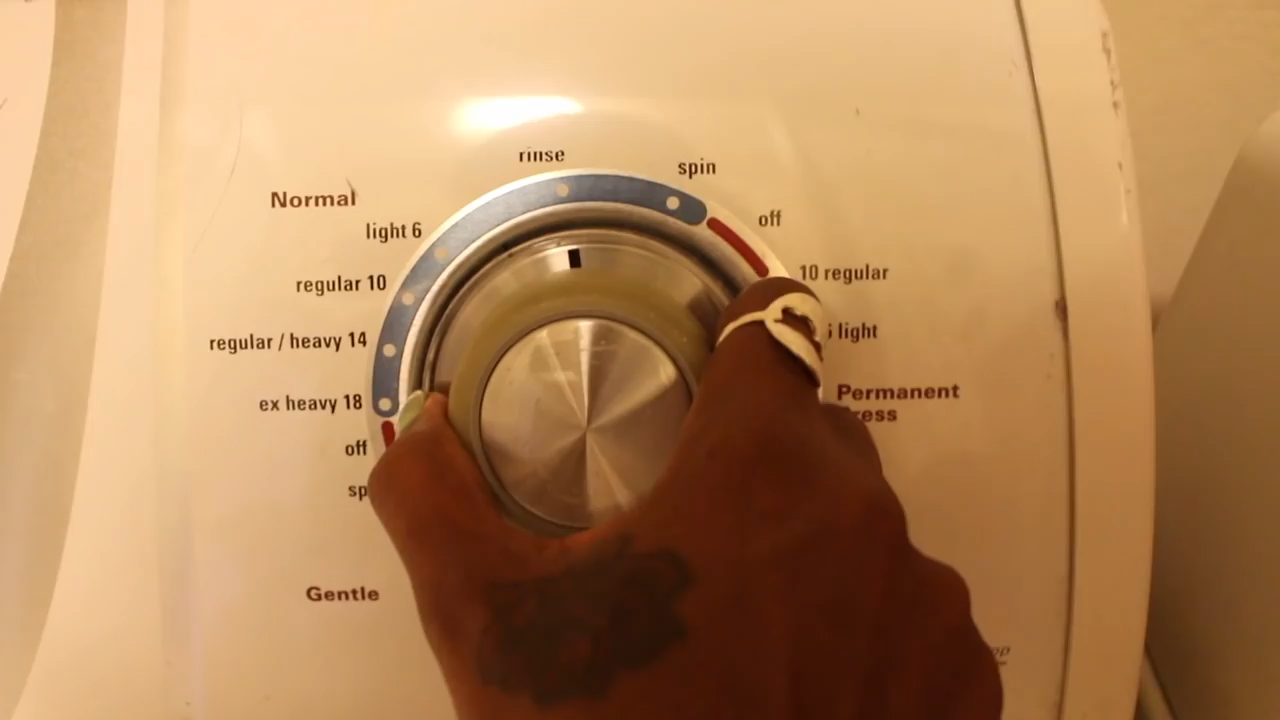 rinse
spin
Normal
off
light 6
10 regular
regular 10
light
regular / heavy 14
Permanent
ex heavy 18
off
sp
Gentle